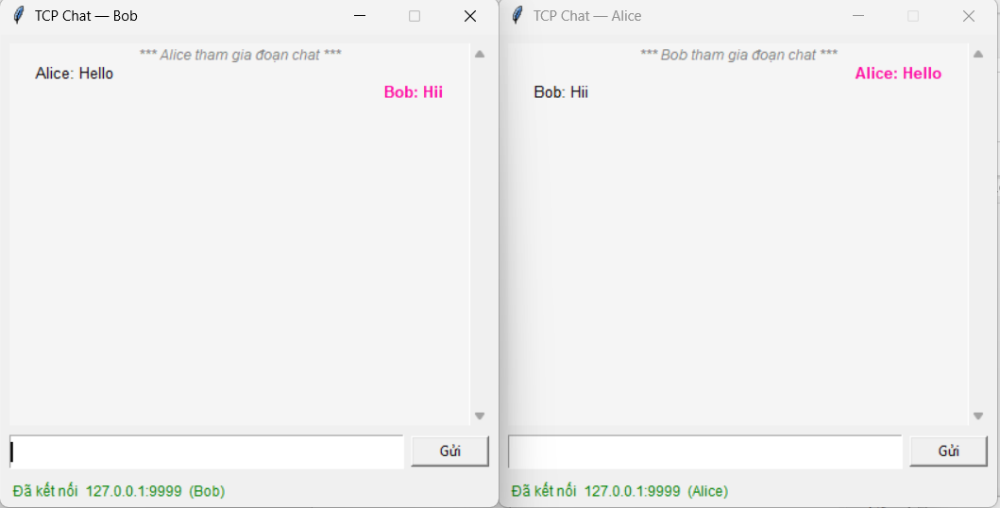 TCP Chat — Bob
*** Alice tham gia đoạn chat ***
Alice: Hello
Bob: Hii
Gửi
Đã kết nối 127.0.0.1:9999 (Bob)
TCP Chat — Alice
*** Bob tham gia đoạn chat ***
Alice: Hello
Bob: Hii
Gửi
Đã kết nối 127.0.0.1:9999 (Alice)